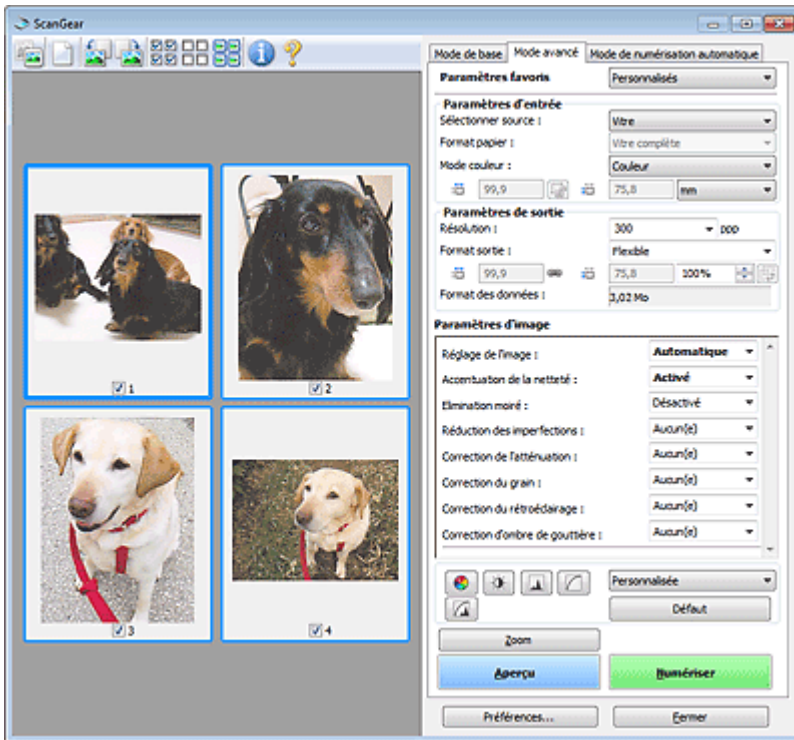 ScanGear
Mode de base Mode avancé Mode de numérisation automatique
Paramètres favoris Personnalisés
Paramètres d'entrée
Sélectionner source : Vitre
Format papier : Vitre complète
Mode couleur : Couleur
99,9 75,8 mm
Paramètres de sortie
Résolution : 300 ppp
Format sortie : Flexible
99,9 75,8 100%
Format des données : 3,02 Mo
Paramètres d'image
Réglage de l'image : Automatique
Accentuation de la netteté : Activé
Elimination moiré : Désactivé
Réduction des imperfections : Aucun(e)
Correction de l'atténuation : Aucun(e)
Correction du grain : Aucun(e)
Correction du rétroéclairage : Aucun(e)
Correction d'ombre de gouttière : Aucun(e)
Personnalisée
Défaut
Zoom
Aperçu Numériser
Préférences... Fermer
1 2
3 4